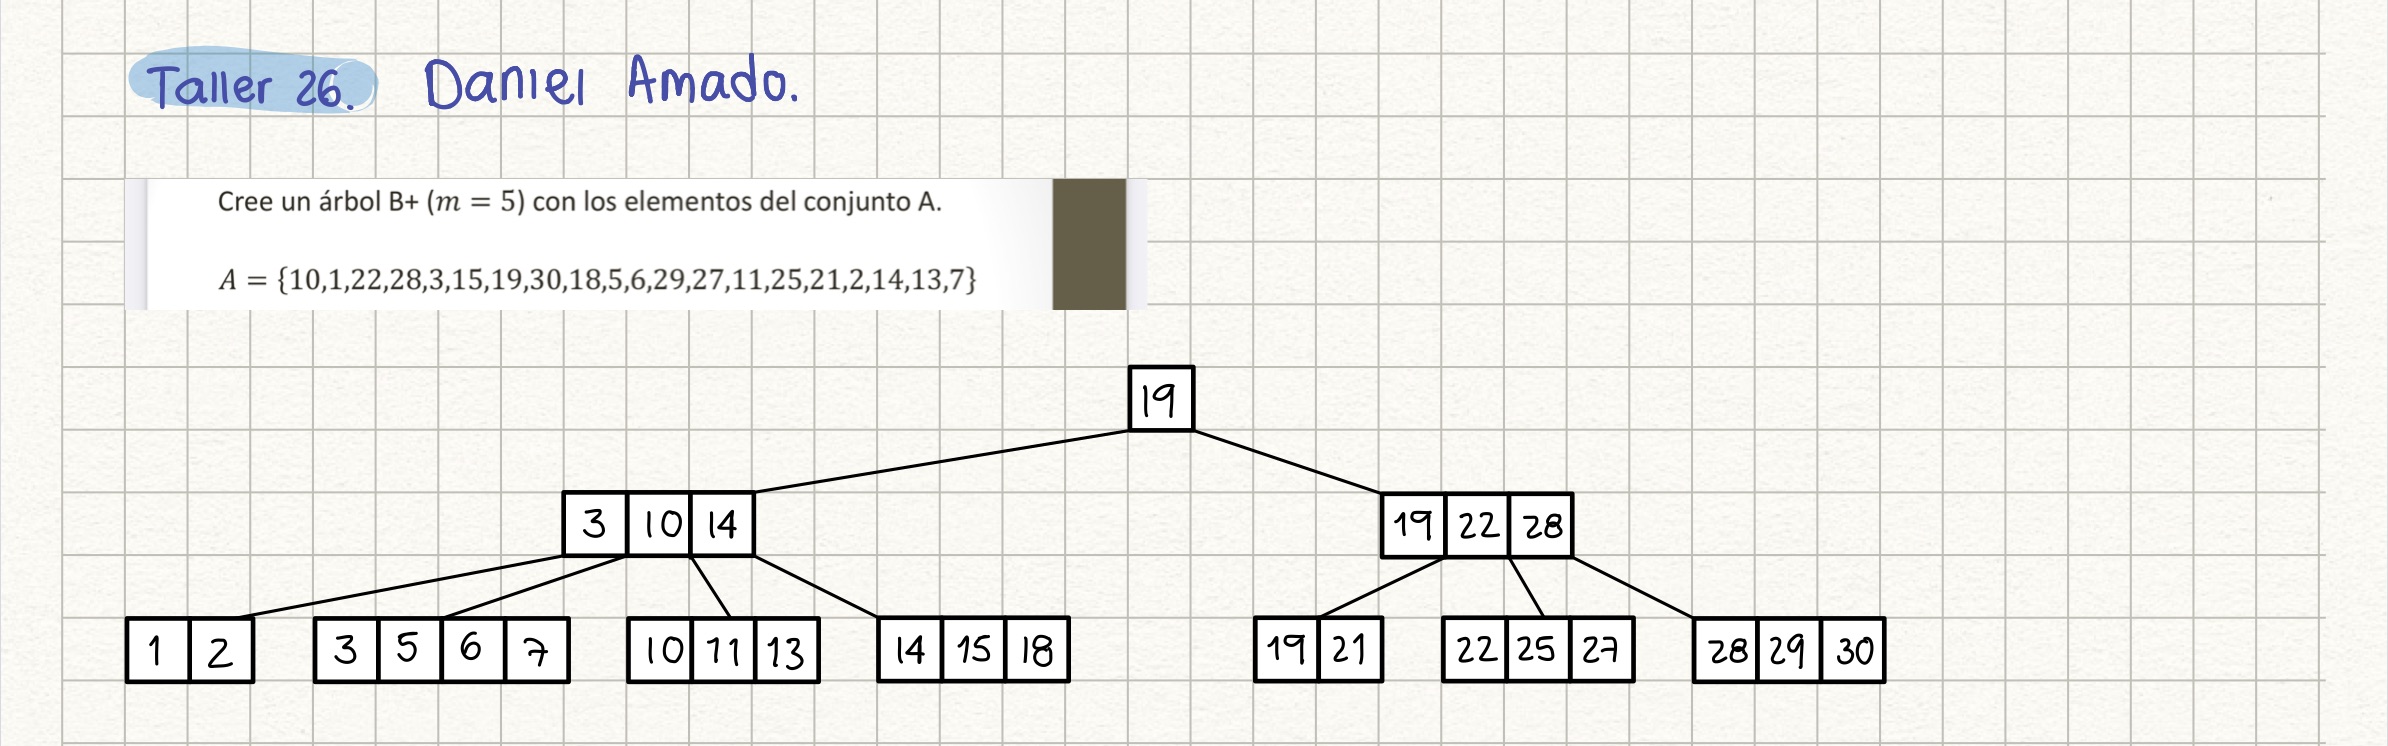 Taller 26. Daniel Amado.
Cree un árbol B+ (m = 5) con los elementos del conjunto A.
A = {10,1,22,28,3,15,19,30,18,5,6,29,27,11,25,21,2,14,13,7}
19
3 10 14 19 22 28
1 2 3 5 6 7 10 11 13 14 15 18 19 21 22 25 27 28 29 30